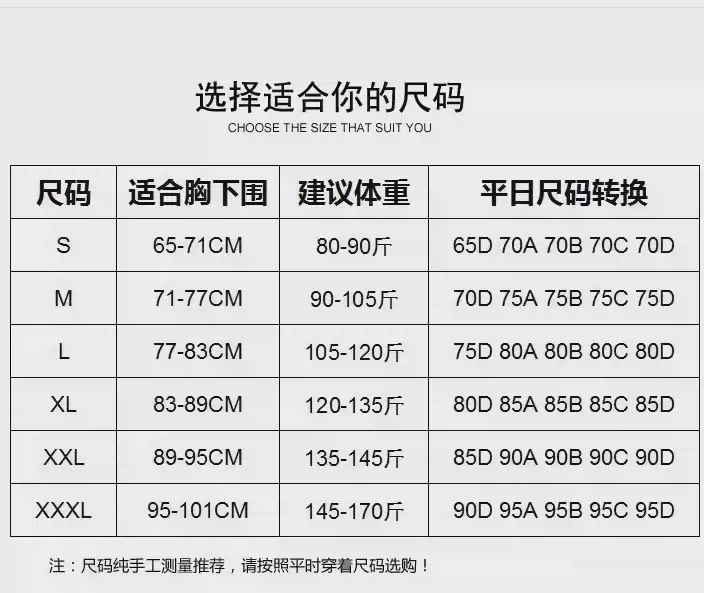 选择适合你的尺码
CHOOSE THE SIZE THAT SUIT YOU
尺码 适合胸下围 建议体重 平日尺码转换
S 65-71CM 80-90斤 65D 70A 70B 70C 70D
M 71-77CM 90-105斤 70D 75A 75B 75C 75D
L 77-83CM 105-120斤 75D 80A 80B 80C 80D
XL 83-89CM 120-135斤 80D 85A 85B 85C 85D
XXL 89-95CM 135-145斤 85D 90A 90B 90C 90D
XXXL 95-101CM 145-170斤 90D 95A 95B 95C 95D
注：尺码纯手工测量推荐，请按照平时穿着尺码选购！